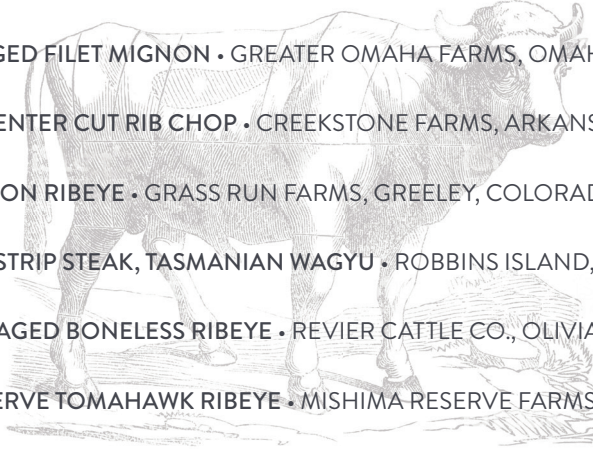 GED FILET MIGNON • GREATER OMAHA FARMS, OMAH
ENTER CUT RIB CHOP • CREEKSTONE FARMS, ARKANS
ON RIBEYE • GRASS RUN FARMS, GREELEY, COLORAD
STRIP STEAK, TASMANIAN WAGYU • ROBBINS ISLAND,
AGED BONELESS RIBEYE • REVIER CATTLE CO., OLIVIA
ERVE TOMAHAWK RIBEYE • MISHIMA RESERVE FARMS